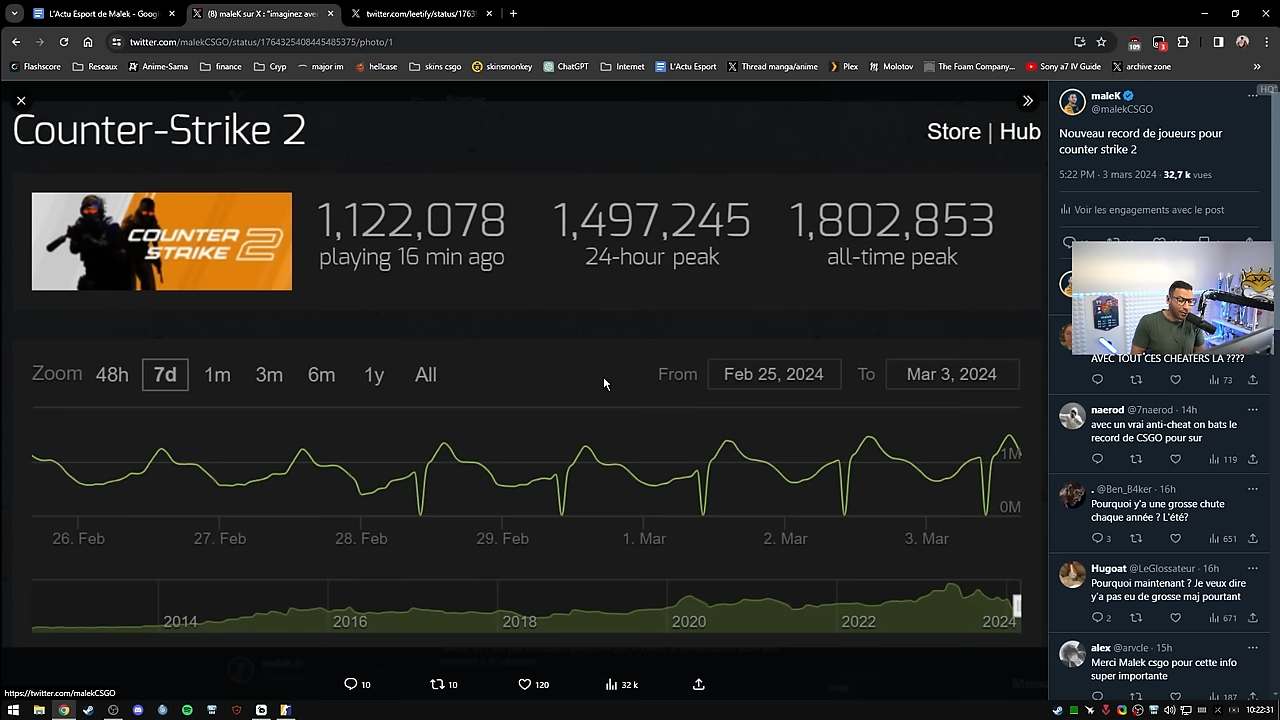 L'Actu Esport de Malek - Googl
(8) maleK sur X : "imaginez ave
twitter.com/leetify/status/1763
twitter.com/malekCSGO/status/1764325408445485375/photo/1
109
3
Flashscore
Reseaux
Anime-Sama
finance
Cryp
major im
hellcase
skins csgo
skinsmonkey
ChatGPT
Internet
L'Actu Esport
Thread manga/anime
Plex
Molotov
The Foam Company...
Sony a7 IV Guide
archive zone
Counter-Strike 2
Store | Hub
COUNTER
STRIKE 2
1,122,078
playing 16 min ago
1,497,245
24-hour peak
1,802,853
all-time peak
Zoom 48h 7d 1m 3m 6m 1y All
From Feb 25, 2024 To Mar 3, 2024
1M
0M
26. Feb 27. Feb 28. Feb 29. Feb 1. Mar 2. Mar 3. Mar
2014 2016 2018 2020 2022 2024
10 10 120 32 k
https://twitter.com/malekCSGO
HQ
maleK
@malekCSGO
Nouveau record de joueurs pour
counter strike 2
5:22 PM · 3 mars 2024 · 32,7 k vues
Voir les engagements avec le post
AVEC TOUT CES CHEATERS LA ????
73
naerod @7naerod · 14h
avec un vrai anti-cheat on bats le
record de CSGO pour sur
119
. @Ben_B4ker · 16h
Pourquoi y'a une grosse chute
chaque année ? L'été?
3 651
Hugoat @LeGlossateur · 16h
Pourquoi maintenant ? Je veux dire
y'a pas eu de grosse maj pourtant
2 671
alex @arvcle · 15h
Merci Malek csgo pour cette info
super importante
187
10:22:31